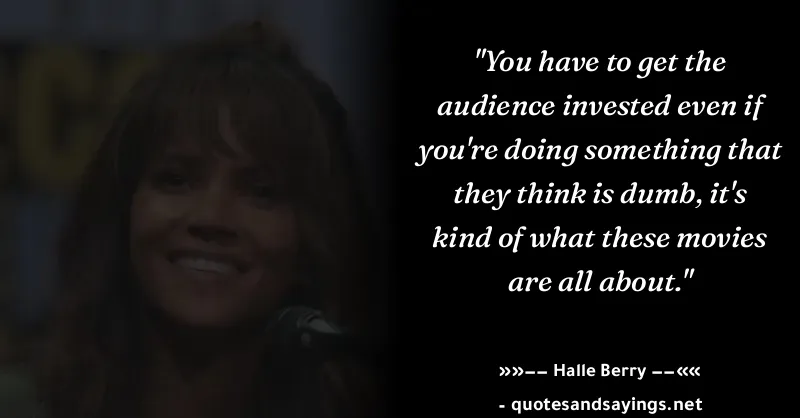 "You have to get the
audience invested even if
you're doing something that
they think is dumb, it's
kind of what these movies
are all about."
»»−− Halle Berry −−««
- quotesandsayings.net